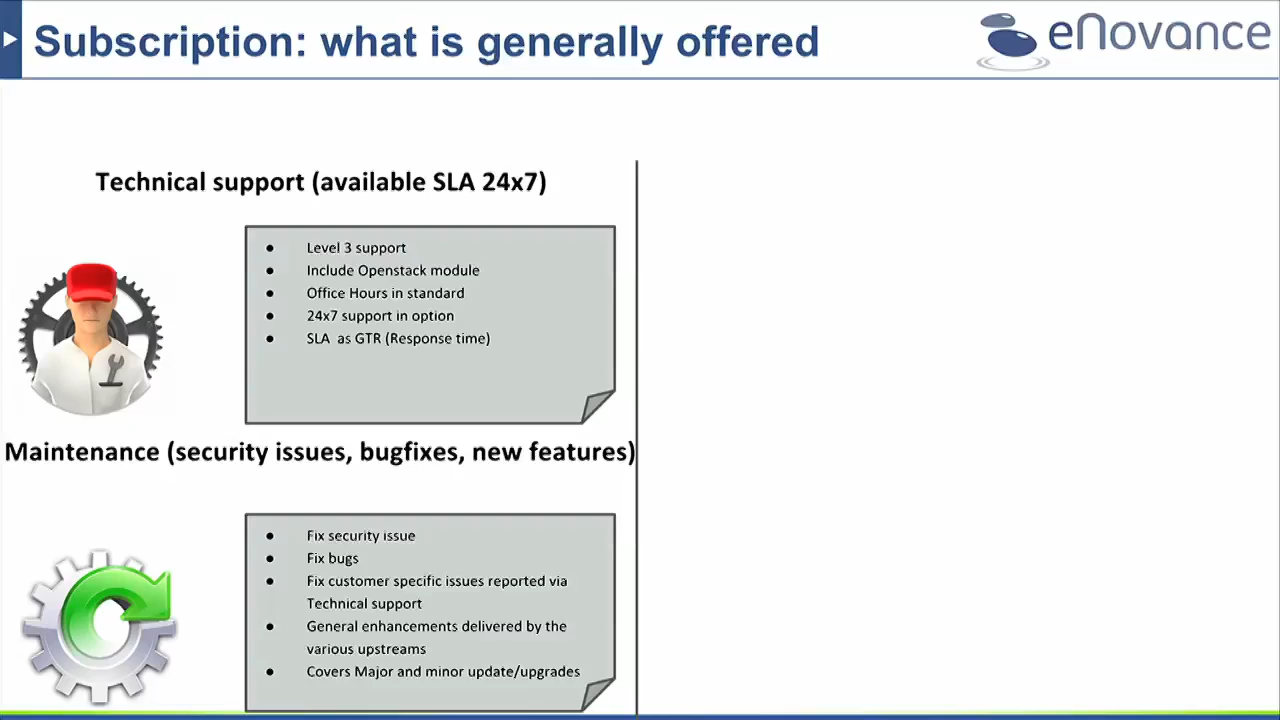 Subscription: what is generally offered
eNovance
Technical support (available SLA 24x7)
● Level 3 support
● Include Openstack module
● Office Hours in standard
● 24x7 support in option
● SLA as GTR (Response time)
Maintenance (security issues, bugfixes, new features)
● Fix security issue
● Fix bugs
● Fix customer specific issues reported via
Technical support
● General enhancements delivered by the
various upstreams
● Covers Major and minor update/upgrades